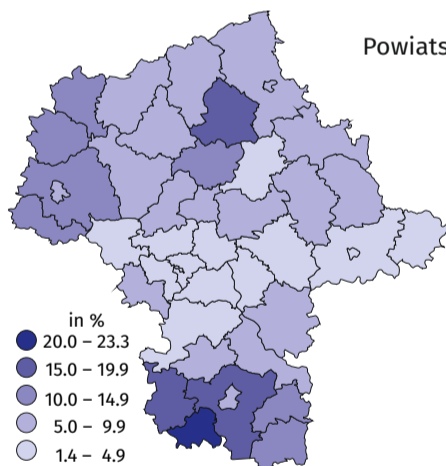 Powiats
in %
20.0 – 23.3
15.0 – 19.9
10.0 – 14.9
5.0 – 9.9
1.4 – 4.9